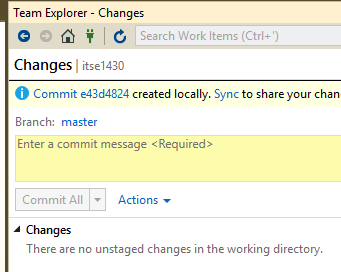 Team Explorer - Changes
Search Work Items (Ctrl+')
Changes | itse1430
Commit e43d4824 created locally. Sync to share your chan
Branch: master
Enter a commit message <Required>
Commit All Actions
Changes
There are no unstaged changes in the working directory.